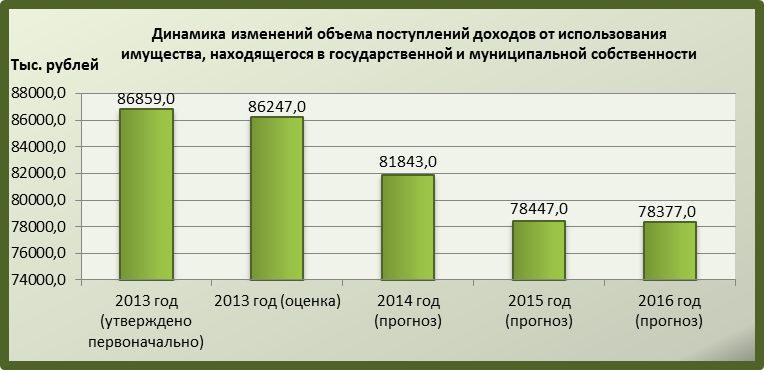 Динамика изменений объема поступлений доходов от использования
имущества, находящегося в государственной и муниципальной собственности
Тыс. рублей
88000,0
86000,0
84000,0
82000,0
80000,0
78000,0
76000,0
74000,0
86859,0
86247,0
81843,0
78447,0
78377,0
2013 год
(утверждено
первоначально)
2013 год (оценка)
2014 год
(прогноз)
2015 год
(прогноз)
2016 год
(прогноз)